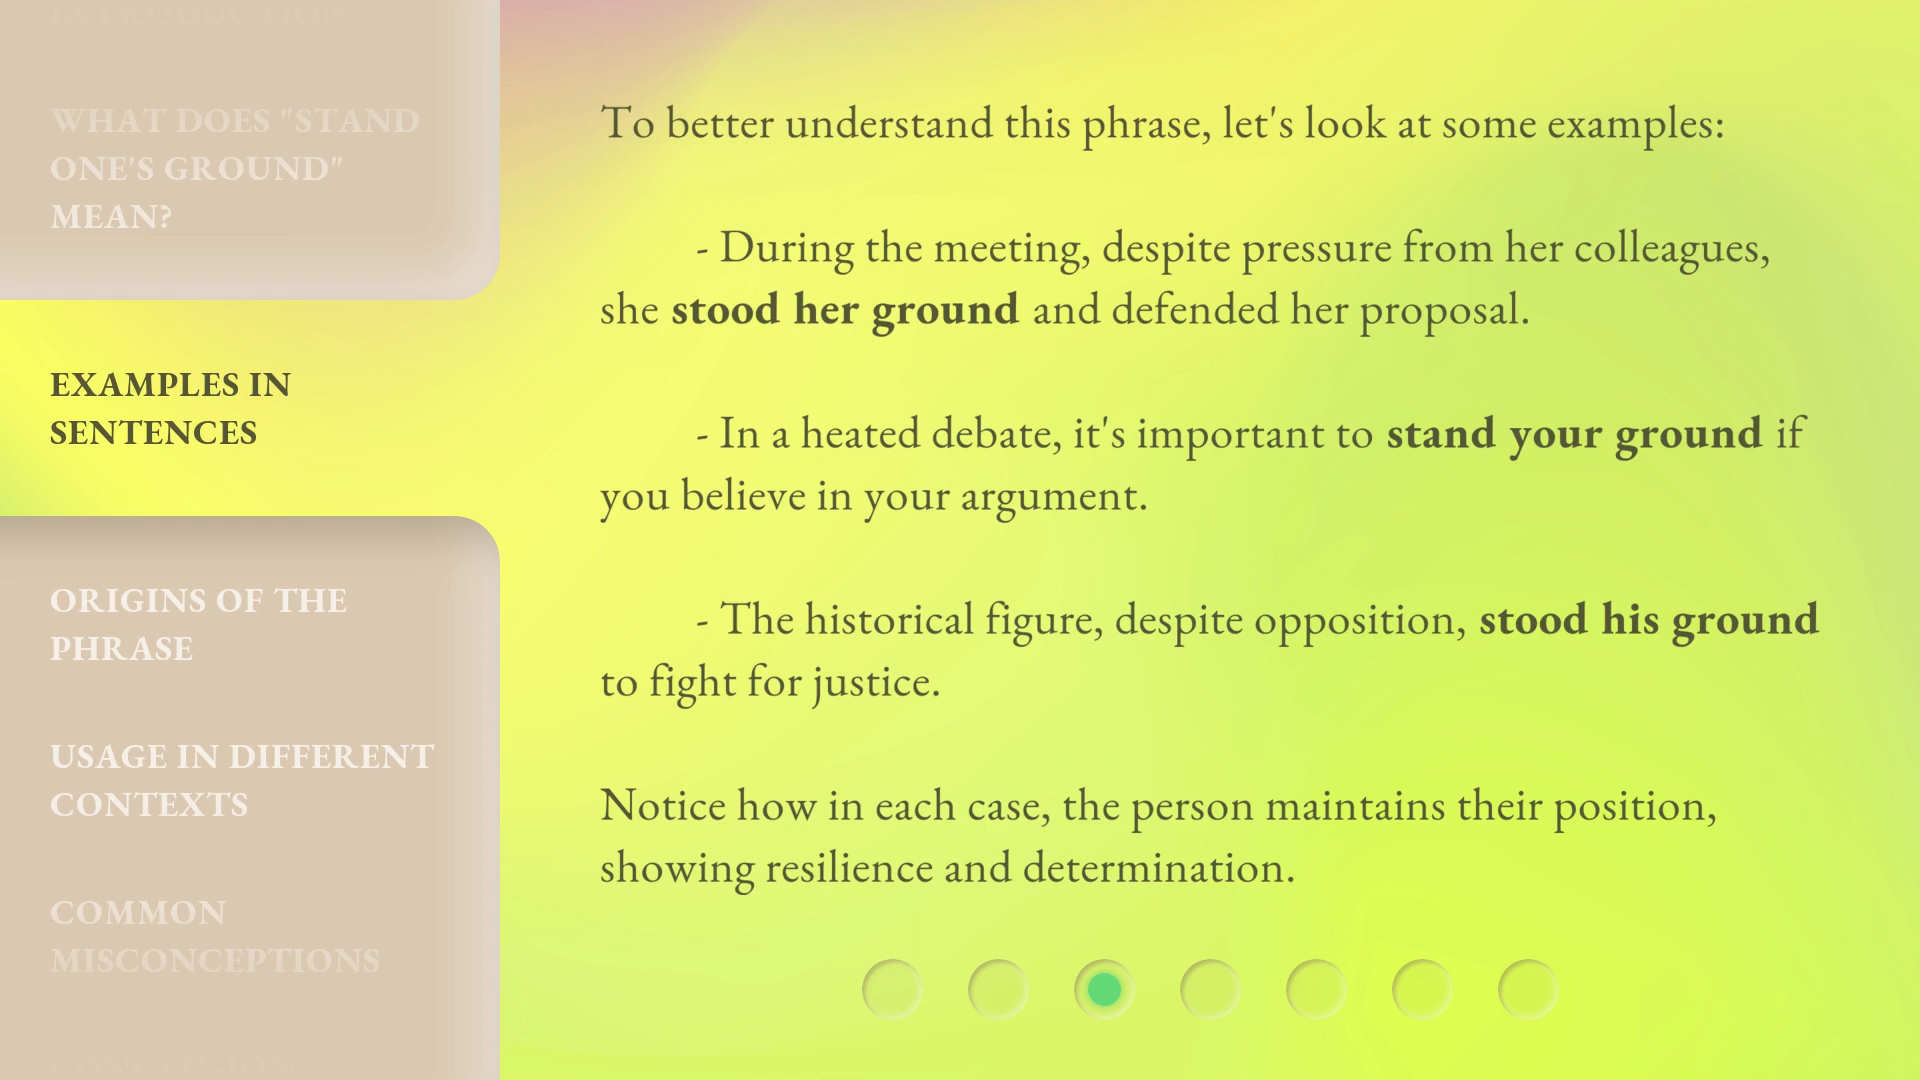 INTRODUCTION
WHAT DOES "STAND
ONE'S GROUND"
MEAN?
EXAMPLES IN
SENTENCES
ORIGINS OF THE
PHRASE
USAGE IN DIFFERENT
CONTEXTS
COMMON
MISCONCEPTIONS
CONCLUSION
To better understand this phrase, let's look at some examples:
- During the meeting, despite pressure from her colleagues,
she stood her ground and defended her proposal.
- In a heated debate, it's important to stand your ground if
you believe in your argument.
- The historical figure, despite opposition, stood his ground
to fight for justice.
Notice how in each case, the person maintains their position,
showing resilience and determination.